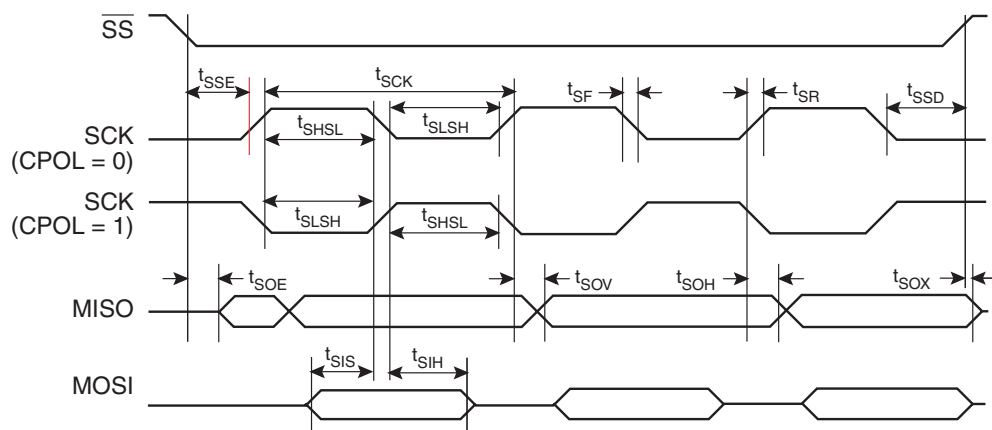 SS
tSSE
tSCK
tSF
tSR
tSSD
SCK
(CPOL = 0)
tSHSL
tSLSH
SCK
(CPOL = 1)
tSLSH
tSHSL
tSOE
tSOV
tSOH
tSOX
MISO
tSIS
tSIH
MOSI